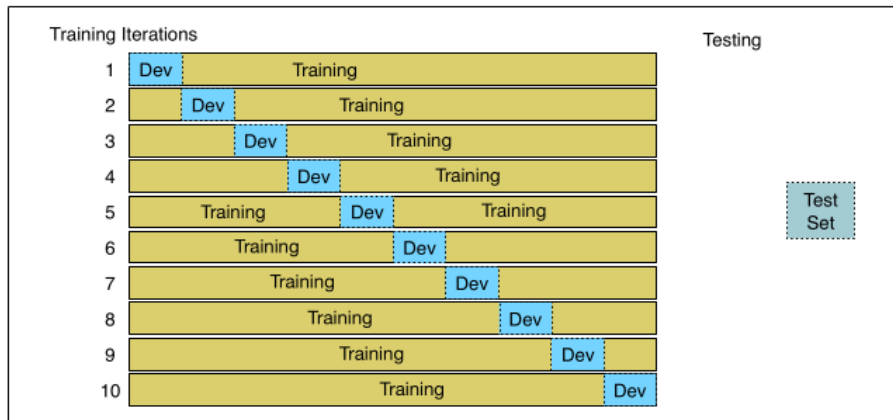 Training Iterations
Testing
1 Dev Training
2 Dev Training
3 Dev Training
4 Dev Training
5 Training Dev Training
6 Training Dev
7 Training Dev
8 Training Dev
9 Training Dev
10 Training Dev
Test
Set